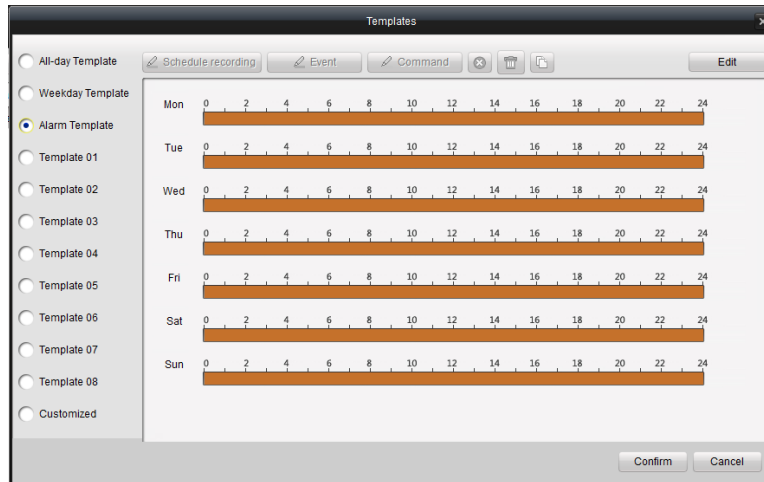 Templates
All-day Template
Schedule recording Event Command Edit
Weekday Template
Alarm Template
Template 01
Template 02
Template 03
Template 04
Template 05
Template 06
Template 07
Template 08
Customized
Mon 0 2 4 6 8 10 12 14 16 18 20 22 24
Tue 0 2 4 6 8 10 12 14 16 18 20 22 24
Wed 0 2 4 6 8 10 12 14 16 18 20 22 24
Thu 0 2 4 6 8 10 12 14 16 18 20 22 24
Fri 0 2 4 6 8 10 12 14 16 18 20 22 24
Sat 0 2 4 6 8 10 12 14 16 18 20 22 24
Sun 0 2 4 6 8 10 12 14 16 18 20 22 24
Confirm Cancel